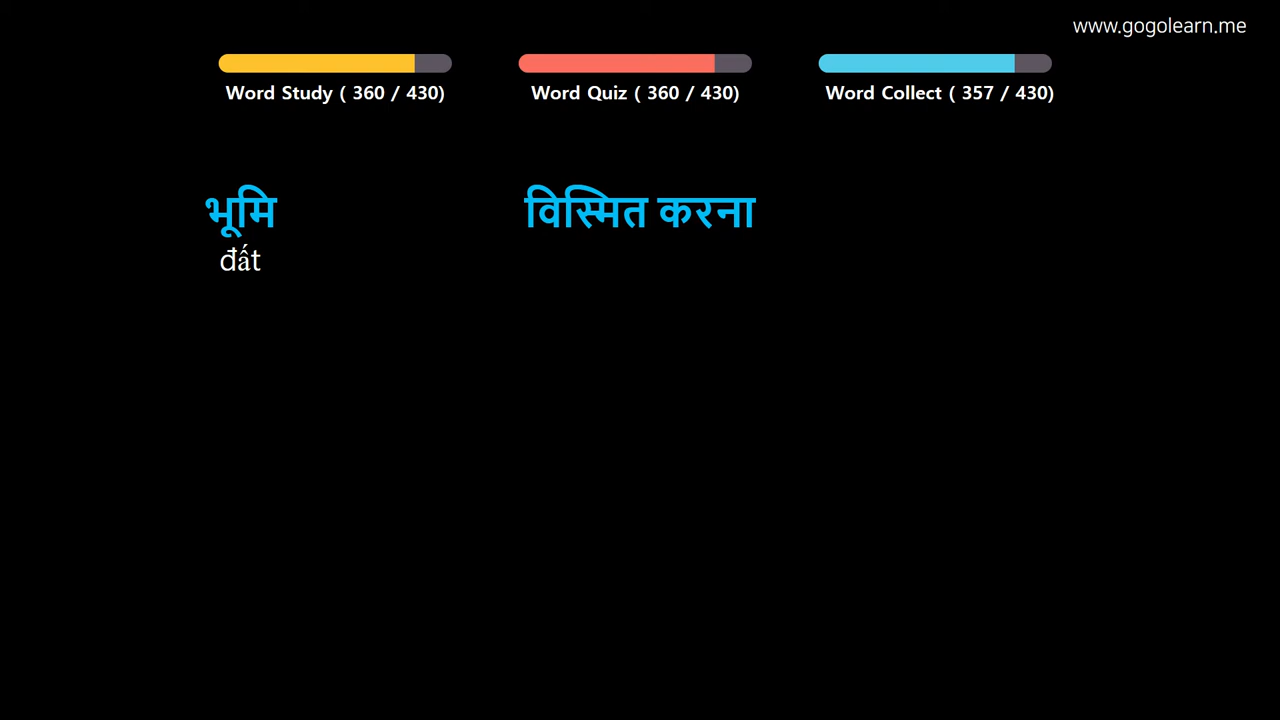 www.gogolearn.me
Word Study ( 360 / 430)
Word Quiz ( 360 / 430)
Word Collect ( 357 / 430)
भूमि
đất
विस्मित करना